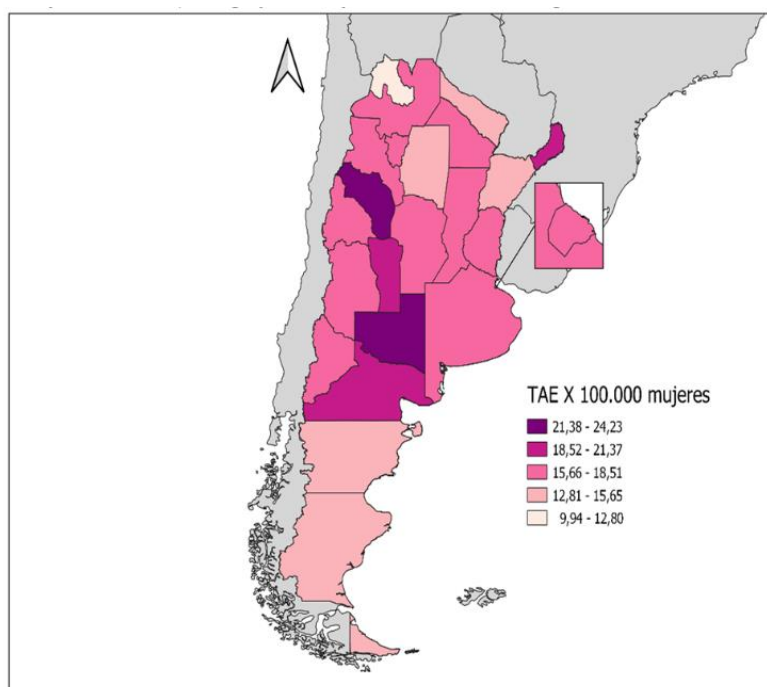 TAE X 100.000 mujeres
21,38 - 24,23
18,52 - 21,37
15,66 - 18,51
12,81 - 15,65
9,94 - 12,80